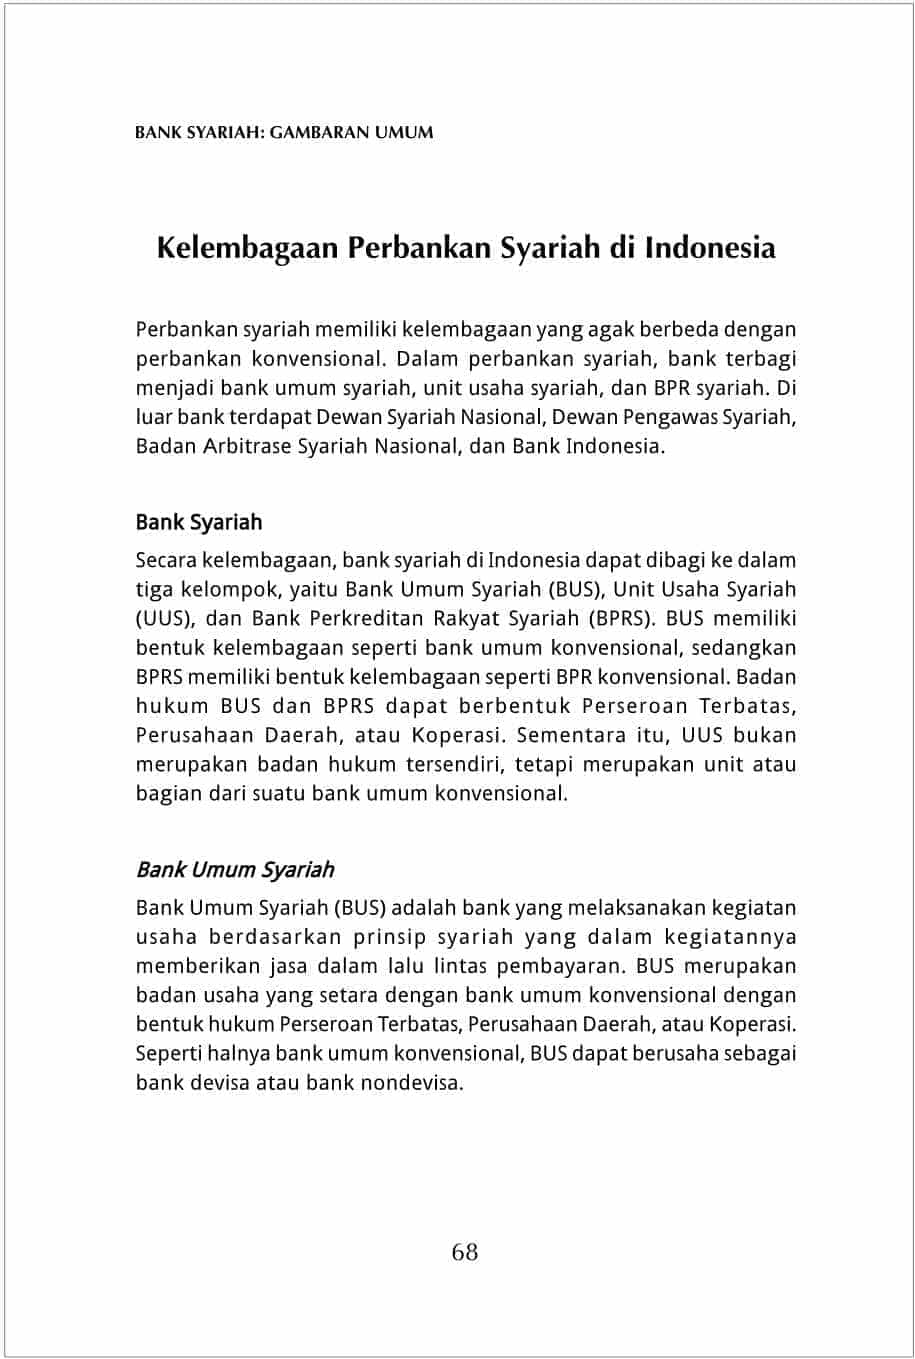 BANK SYARIAH: GAMBARAN UMUM
Kelembagaan Perbankan Syariah di Indonesia
Perbankan syariah memiliki kelembagaan yang agak berbeda dengan
perbankan konvensional. Dalam perbankan syariah, bank terbagi
menjadi bank umum syariah, unit usaha syariah, dan BPR syariah. Di
luar bank terdapat Dewan Syariah Nasional, Dewan Pengawas Syariah,
Badan Arbitrase Syariah Nasional, dan Bank Indonesia.
Bank Syariah
Secara kelembagaan, bank syariah di Indonesia dapat dibagi ke dalam
tiga kelompok, yaitu Bank Umum Syariah (BUS), Unit Usaha Syariah
(UUS), dan Bank Perkreditan Rakyat Syariah (BPRS). BUS memiliki
bentuk kelembagaan seperti bank umum konvensional, sedangkan
BPRS memiliki bentuk kelembagaan seperti BPR konvensional. Badan
hukum BUS dan BPRS dapat berbentuk Perseroan Terbatas,
Perusahaan Daerah, atau Koperasi. Sementara itu, UUS bukan
merupakan badan hukum tersendiri, tetapi merupakan unit atau
bagian dari suatu bank umum konvensional.
Bank Umum Syariah
Bank Umum Syariah (BUS) adalah bank yang melaksanakan kegiatan
usaha berdasarkan prinsip syariah yang dalam kegiatannya
memberikan jasa dalam lalu lintas pembayaran. BUS merupakan
badan usaha yang setara dengan bank umum konvensional dengan
bentuk hukum Perseroan Terbatas, Perusahaan Daerah, atau Koperasi.
Seperti halnya bank umum konvensional, BUS dapat berusaha sebagai
bank devisa atau bank nondevisa.
68